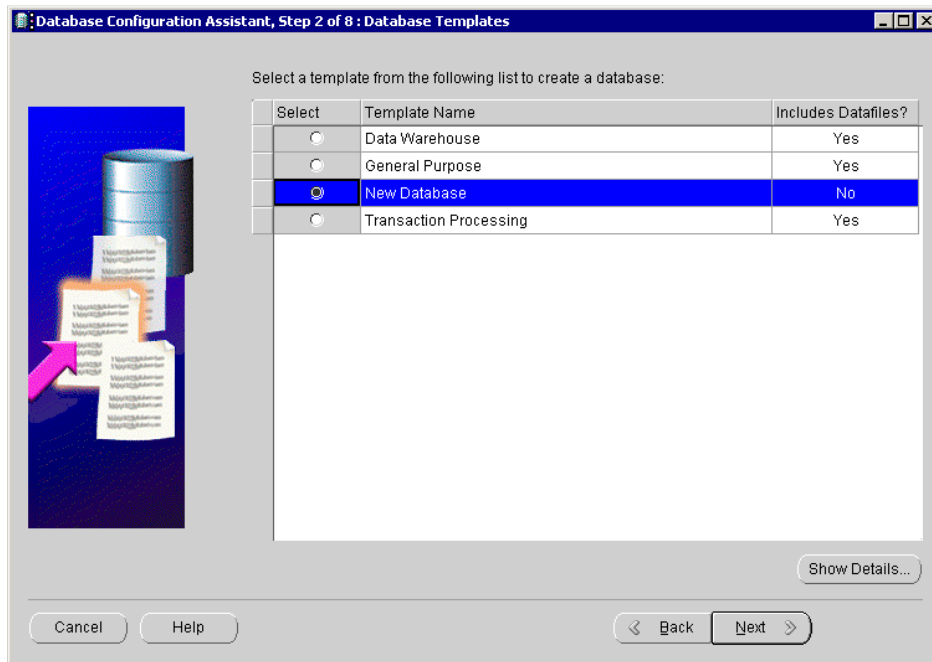 Database Configuration Assistant, Step 2 of 8 : Database Templates
Select a template from the following list to create a database:
Select Template Name Includes Datafiles?
Data Warehouse Yes
General Purpose Yes
New Database No
Transaction Processing Yes
Show Details...
Cancel Help Back Next